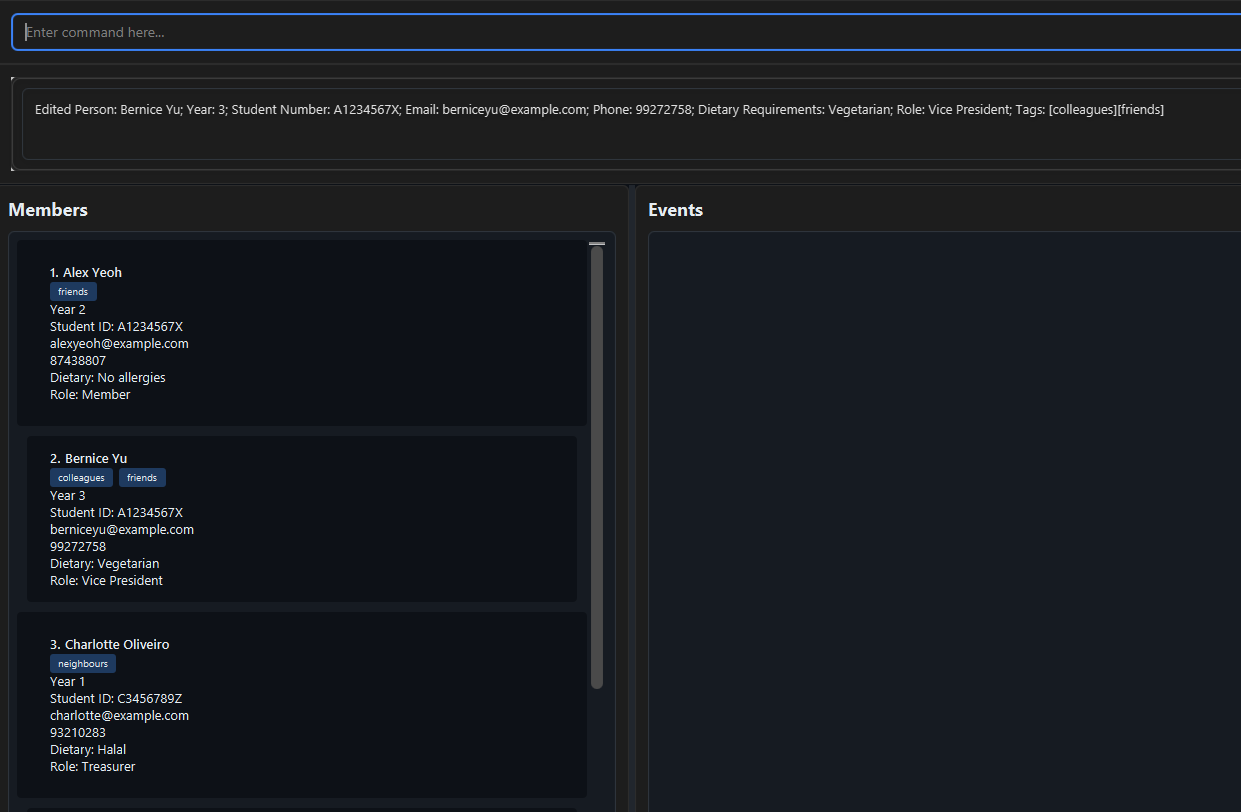 Enter command here...
Edited Person: Bernice Yu; Year: 3; Student Number: A1234567X; Email: berniceyu@example.com; Phone: 99272758; Dietary Requirements: Vegetarian; Role: Vice President; Tags: [colleagues][friends]
Members
1. Alex Yeoh
friends
Year 2
Student ID: A1234567X
alexyeoh@example.com
87438807
Dietary: No allergies
Role: Member
2. Bernice Yu
colleagues friends
Year 3
Student ID: A1234567X
berniceyu@example.com
99272758
Dietary: Vegetarian
Role: Vice President
3. Charlotte Oliveiro
neighbours
Year 1
Student ID: C3456789Z
charlotte@example.com
93210283
Dietary: Halal
Role: Treasurer
Events